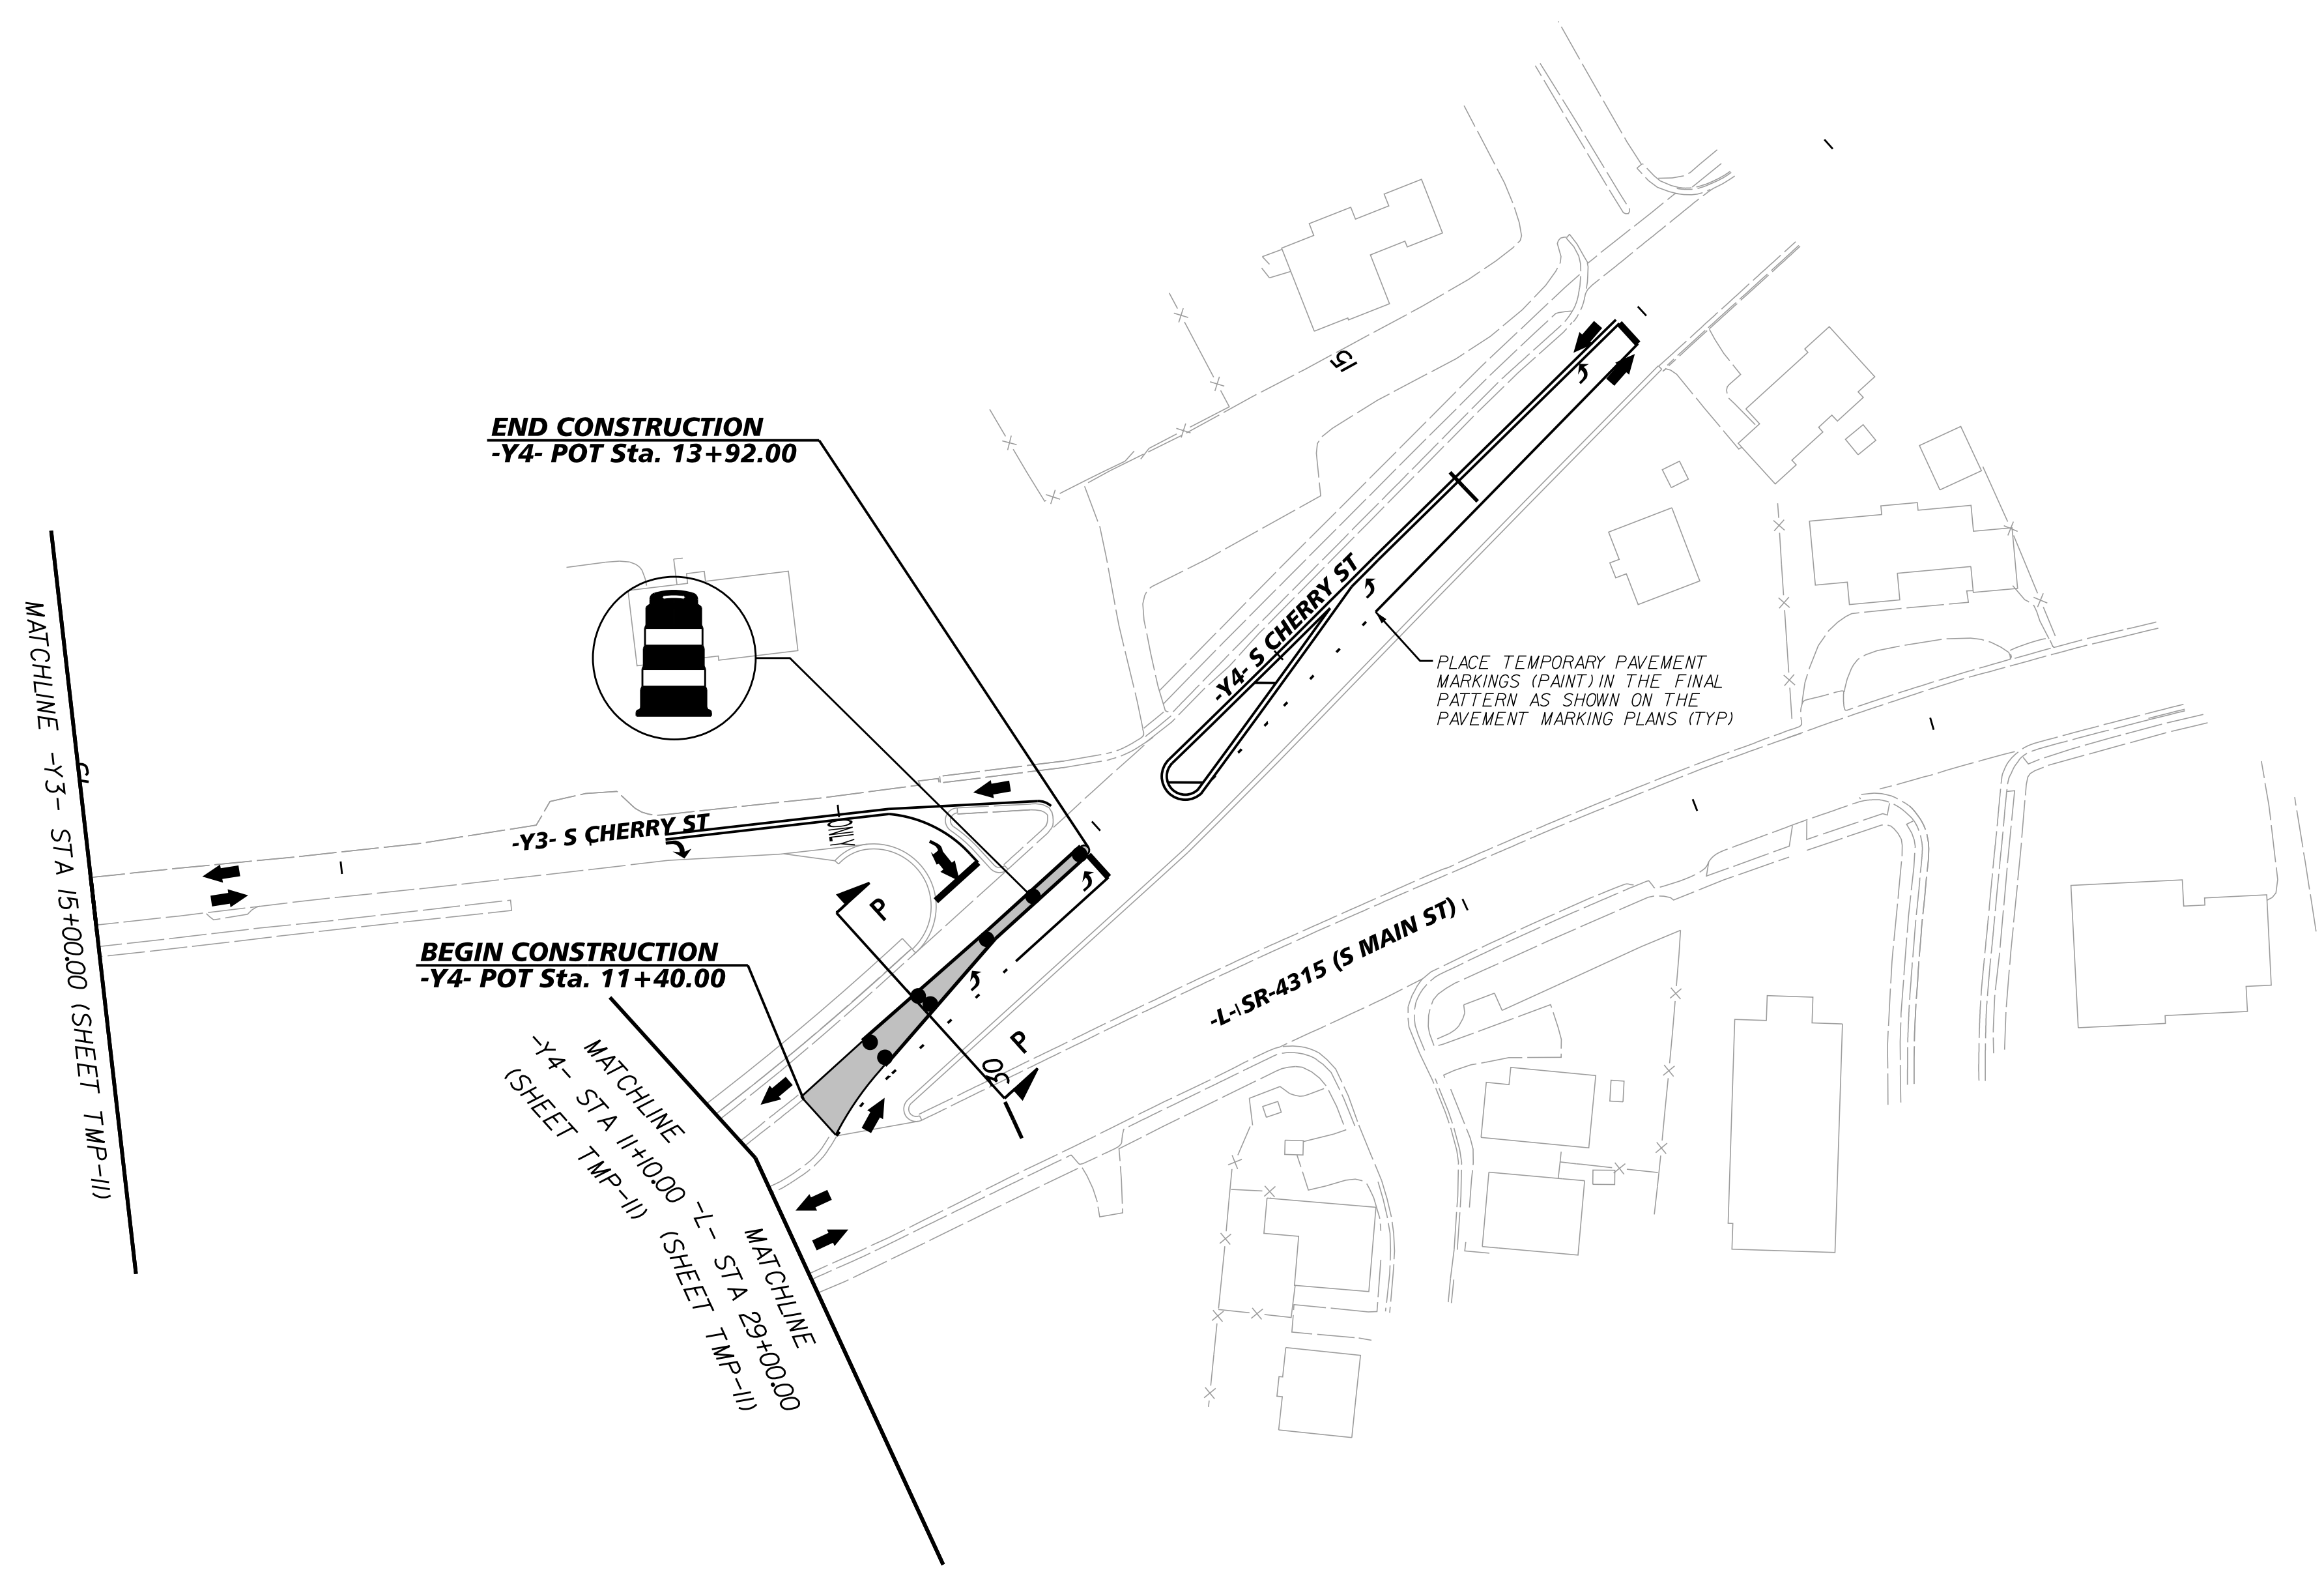 15
END CONSTRUCTION
-Y4- POT Sta. 13+92.00
-Y4- S CHERRY ST
PLACE TEMPORARY PAVEMENT
MARKINGS (PAINT) IN THE FINAL
PATTERN AS SHOWN ON THE
PAVEMENT MARKING PLANS (TYP)
MATCHLINE -Y3- STA 15+00.00 (SHEET TMP-11)
-Y3- S CHERRY ST
ONLY
P
BEGIN CONSTRUCTION
-Y4- POT Sta. 11+40.00
-L- SR-4315 (S MAIN ST)
P
30
MATCHLINE
-Y4- STA 11+10.00
(SHEET TMP-11)
MATCHLINE
-L- STA 29+00.00
(SHEET TMP-11)